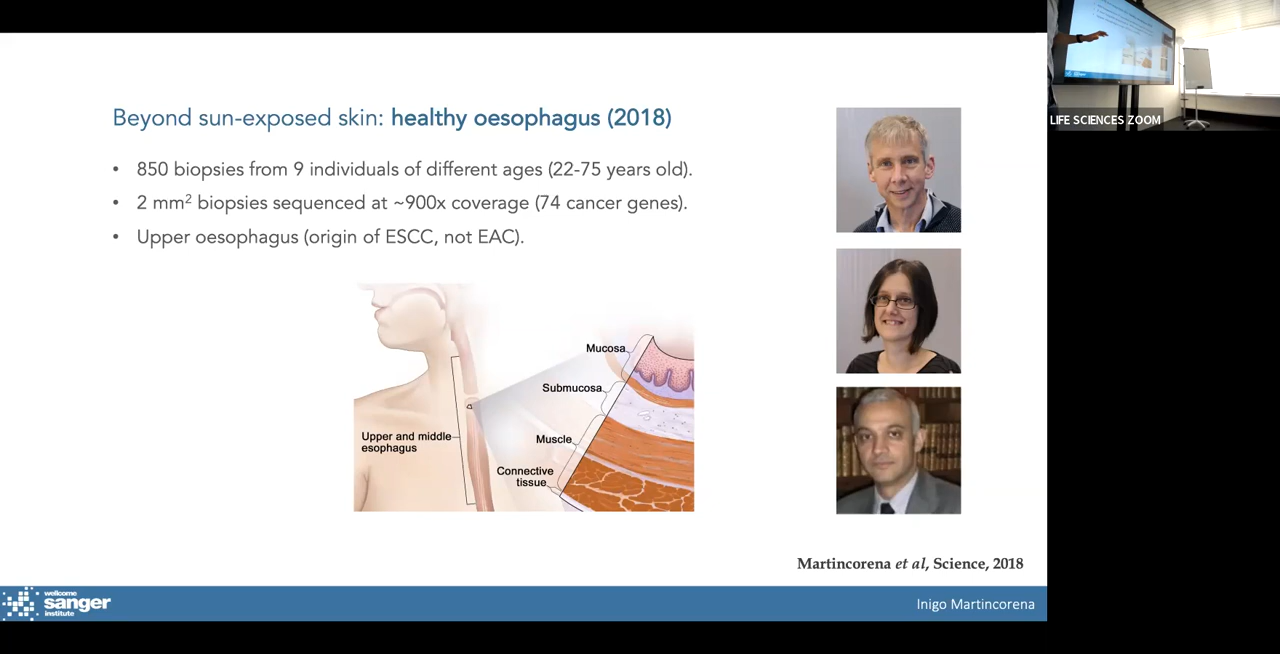 Beyond sun-exposed skin: healthy oesophagus (2018)
• 850 biopsies from 9 individuals of different ages (22-75 years old).
• 2 mm² biopsies sequenced at ~900x coverage (74 cancer genes).
• Upper oesophagus (origin of ESCC, not EAC).
Mucosa
Submucosa
Muscle
Connective
tissue
Upper and middle
esophagus
Martincorena et al, Science, 2018
wellcome
sanger
institute
Inigo Martincorena
LIFE SCIENCES ZOOM